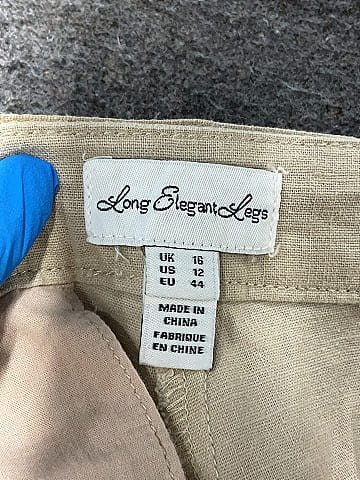 Long Elegant Legs
UK 16
US 12
EU 44
MADE IN
CHINA
FABRIQUE
EN CHINE